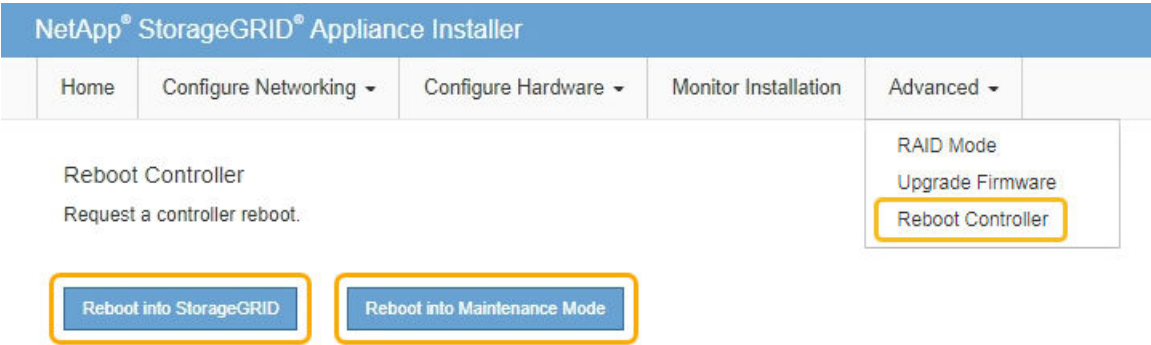 NetApp® StorageGRID® Appliance Installer
Home Configure Networking Configure Hardware Monitor Installation Advanced
RAID Mode
Upgrade Firmware
Reboot Controller
Reboot Controller
Request a controller reboot.
Reboot into StorageGRID Reboot into Maintenance Mode